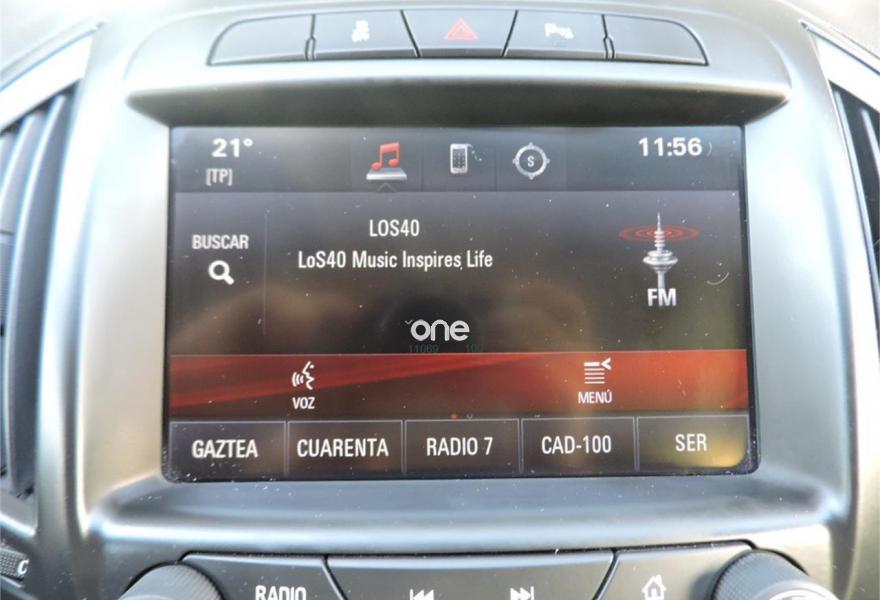 OFF
21°
11:56
[TP]
S
BUSCAR
LOS40
LoS40 Music Inspires Life
FM
one
VOZ
MENÚ
GAZTEA
CUARENTA
RADIO 7
CAD-100
SER
RADIO